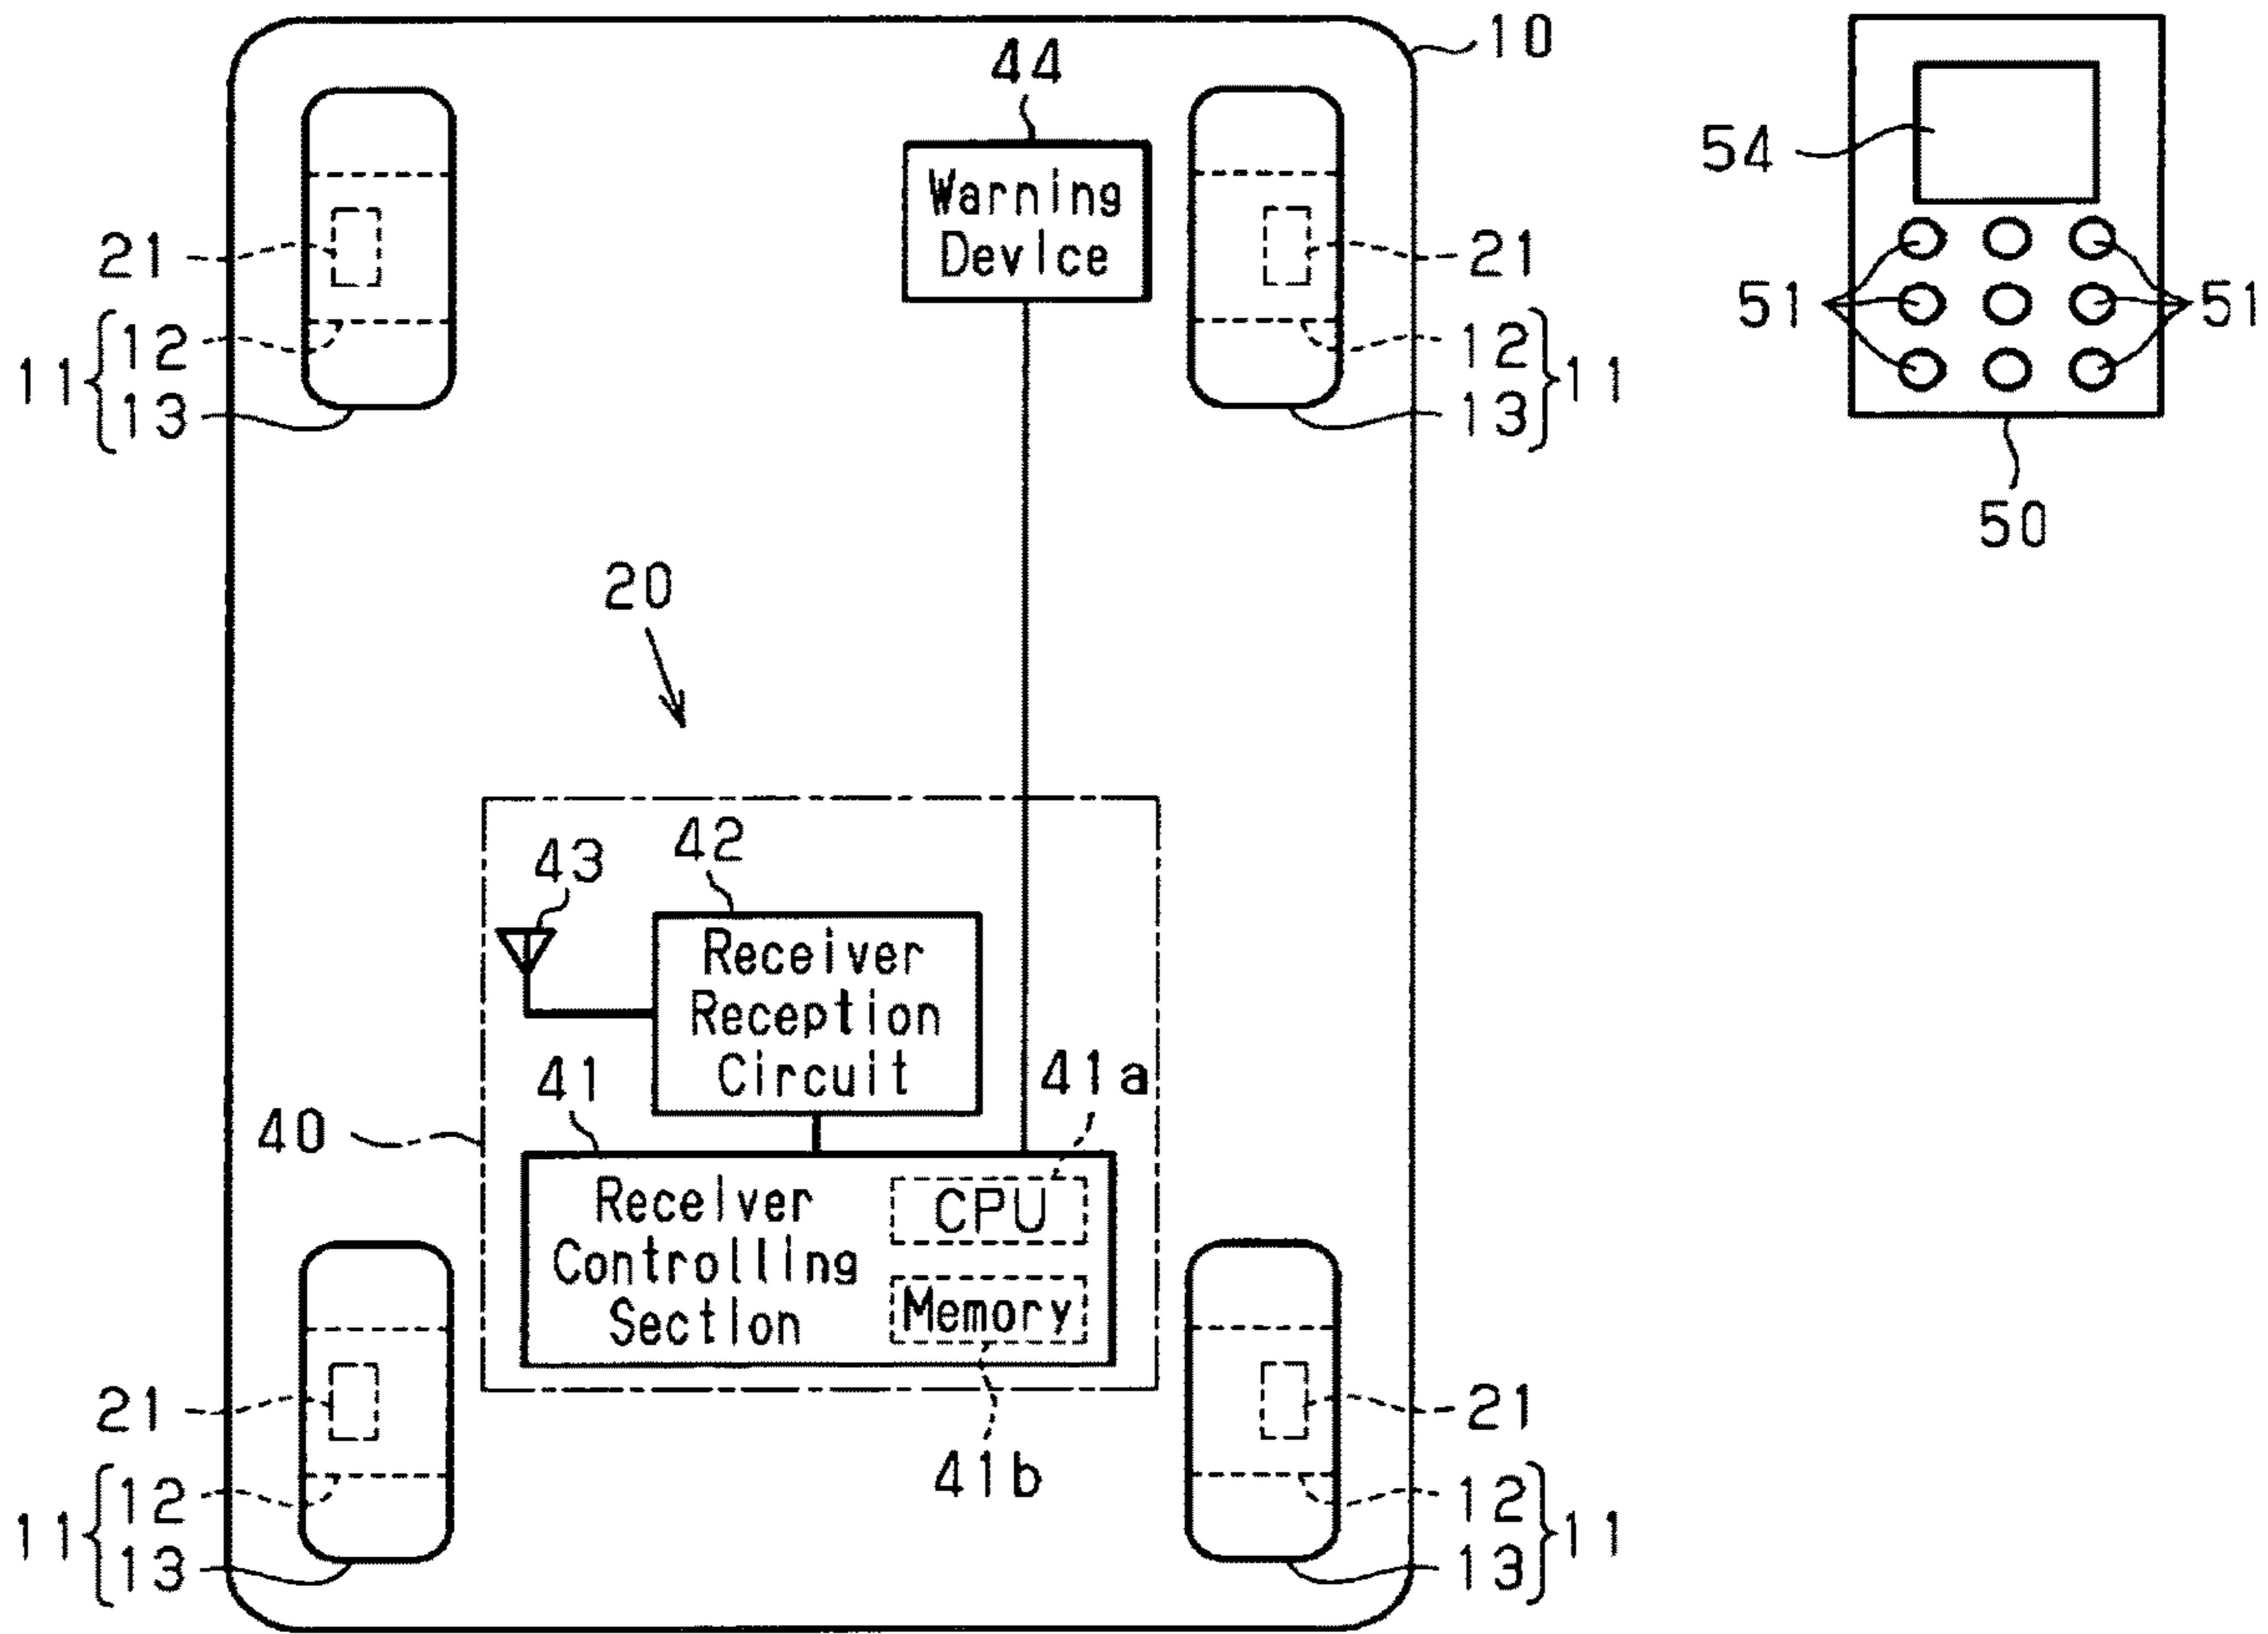 10
44
Warning
Device
54
21
21
51
51
11
12
13
12
13
11
50
20
43
42
Receiver
Reception
Circuit
41
41a
40
Receiver
Controlling
Section
CPU
Memory
21
21
41b
11
12
13
12
13
11